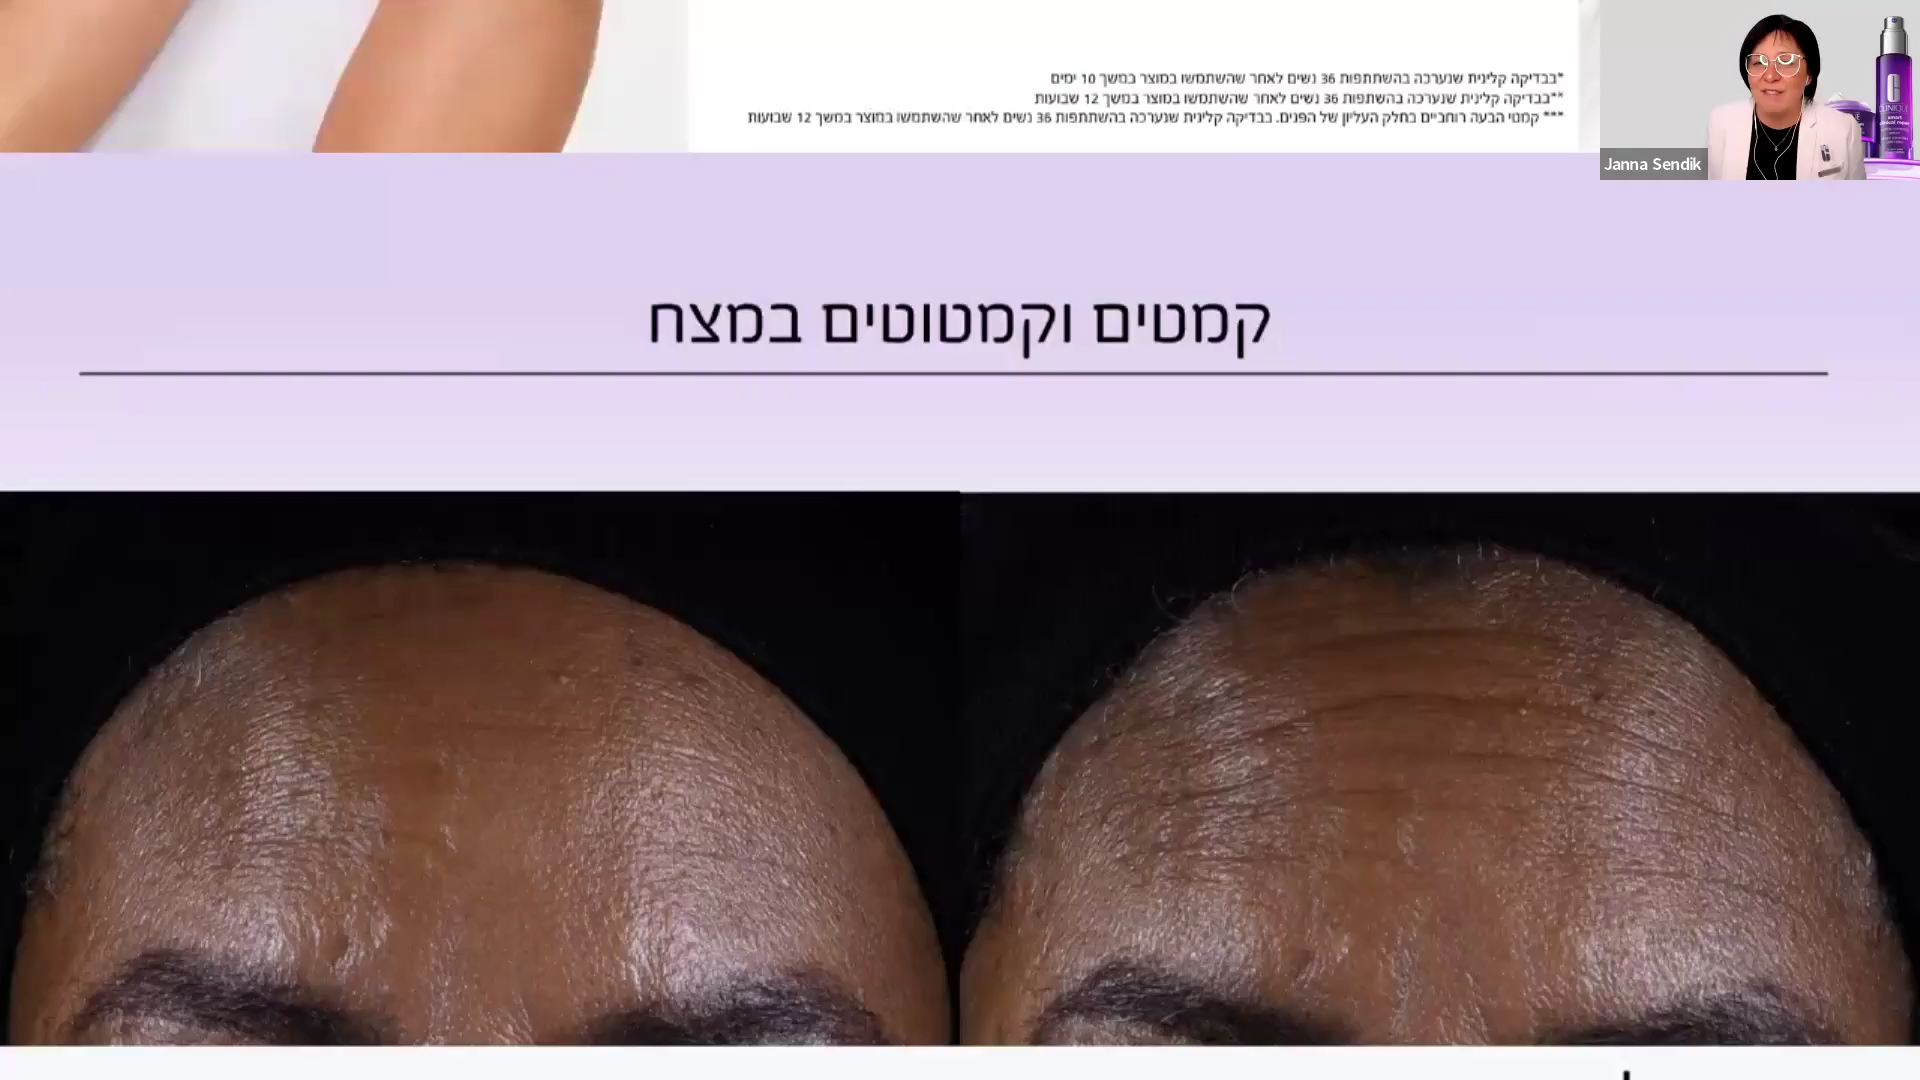 *בבדיקה קלינית שנערכה בהשתתפות 36 נשים לאחר שהשתמשו במוצר במשך 10 ימים
**בבדיקה קלינית שנערכה בהשתתפות 36 נשים לאחר שהשתמשו במוצר במשך 12 שבועות
*** קמטי הבעה רוחביים בחלק העליון של הפנים. בבדיקה קלינית שנערכה בהשתתפות 36 נשים לאחר שהשתמשו במוצר במשך 12 שבועות
CLINIQUE
Janna Sendik
קמטים וקמטוטים במצח